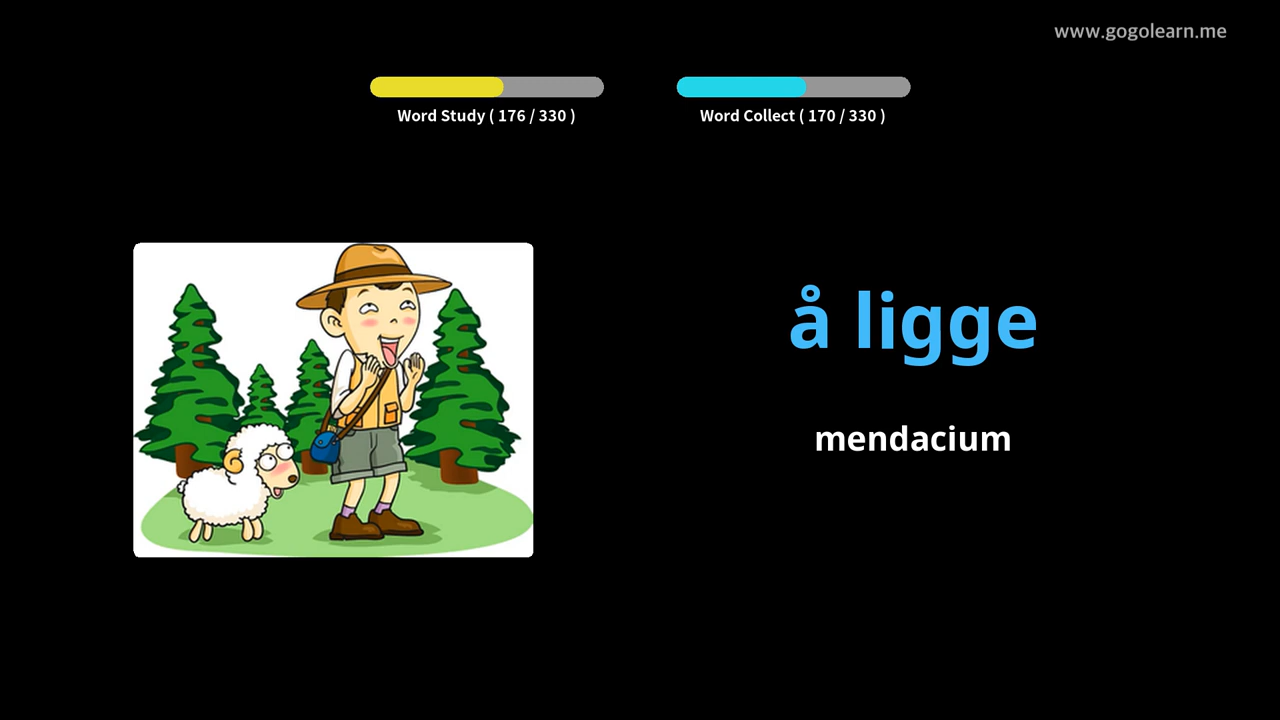 www.gogolearn.me
Word Study ( 176 / 330 )
Word Collect ( 170 / 330 )
å ligge
mendacium